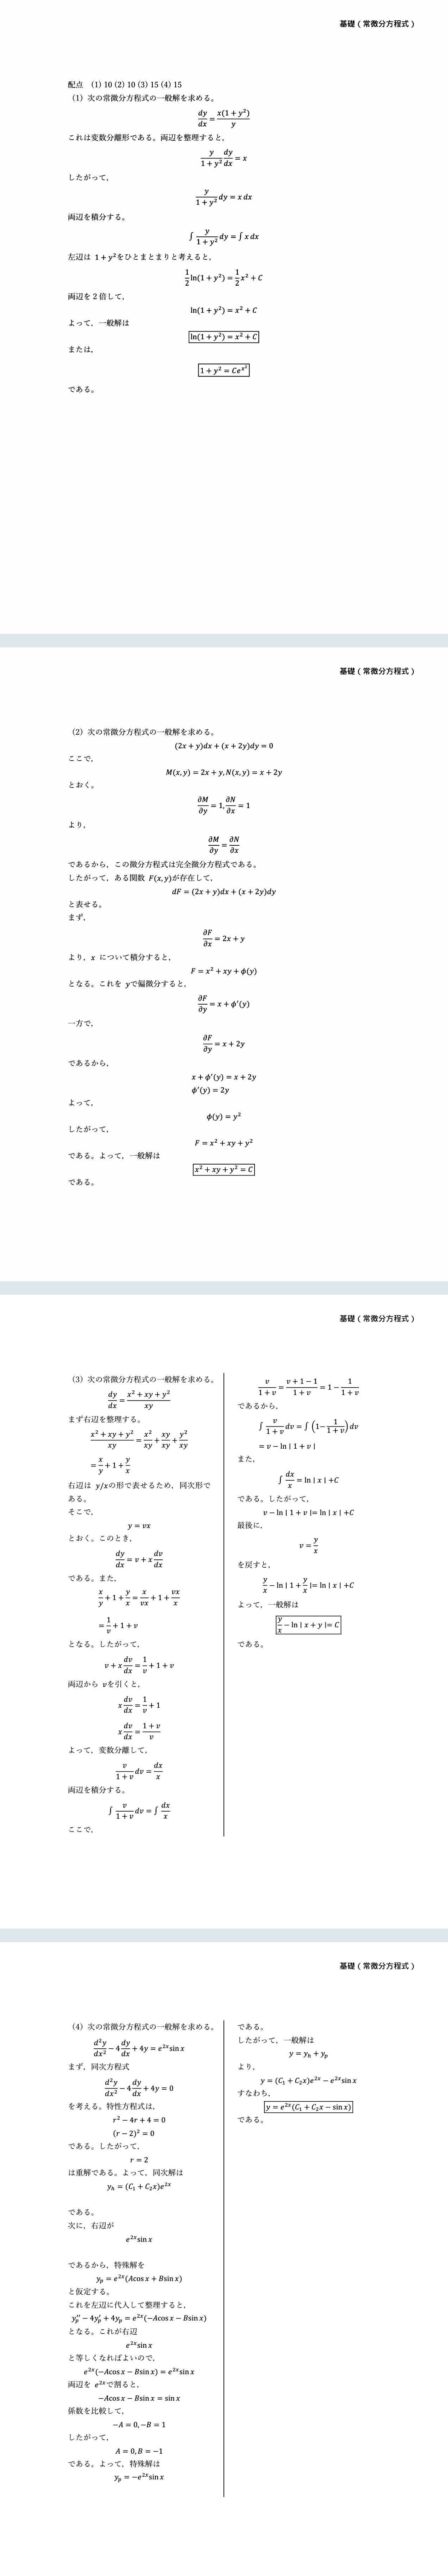 基礎（常微分方程式）
配点　(1) 10 (2) 10 (3) 15 (4) 15
（1）次の常微分方程式の一般解を求める。
dy/dx = x(1 + y²)/y
これは変数分離形である。両辺を整理すると，
y/(1 + y²) dy/dx = x
したがって，
y/(1 + y²) dy = x dx
両辺を積分する。
∫ y/(1 + y²) dy = ∫ x dx
左辺は 1 + y²をひとまとまりと考えると，
1/2 ln(1 + y²) = 1/2 x² + C
両辺を 2 倍して，
ln(1 + y²) = x² + C
よって，一般解は
ln(1 + y²) = x² + C
または，
1 + y² = Ce^{x²}
である。
基礎（常微分方程式）
（2）次の常微分方程式の一般解を求める。
(2x + y)dx + (x + 2y)dy = 0
ここで，
M(x, y) = 2x + y, N(x, y) = x + 2y
とおく。
∂M/∂y = 1, ∂N/∂x = 1
より，
∂M/∂y = ∂N/∂x
であるから，この微分方程式は完全微分方程式である。
したがって，ある関数 F(x, y)が存在して，
dF = (2x + y)dx + (x + 2y)dy
と表せる。
まず，
∂F/∂x = 2x + y
より，x について積分すると，
F = x² + xy + ϕ(y)
となる。これを yで偏微分すると，
∂F/∂y = x + ϕ′(y)
一方で，
∂F/∂y = x + 2y
であるから，
x + ϕ′(y) = x + 2y
ϕ′(y) = 2y
よって，
ϕ(y) = y²
したがって，
F = x² + xy + y²
である。よって，一般解は
x² + xy + y² = C
である。
基礎（常微分方程式）
（3）次の常微分方程式の一般解を求める。
dy/dx = (x² + xy + y²)/xy
まず右辺を整理する。
(x² + xy + y²)/xy = x²/xy + xy/xy + y²/xy
= x/y + 1 + y/x
右辺は y/xの形で表せるため，同次形で
ある。
そこで，
y = vx
とおく。このとき，
dy/dx = v + x dv/dx
である。また，
x/y + 1 + y/x = x/vx + 1 + vx/x
= 1/v + 1 + v
となる。したがって，
v + x dv/dx = 1/v + 1 + v
両辺から vを引くと，
x dv/dx = 1/v + 1
x dv/dx = (1 + v)/v
よって，変数分離して，
v/(1 + v) dv = dx/x
両辺を積分する。
∫ v/(1 + v) dv = ∫ dx/x
ここで，
v/(1 + v) = (v + 1 − 1)/(1 + v) = 1 − 1/(1 + v)
であるから，
∫ v/(1 + v) dv = ∫ (1 − 1/(1 + v)) dv
= v − ln ∣ 1 + v ∣
また，
∫ dx/x = ln ∣ x ∣ +C
である。したがって，
v − ln ∣ 1 + v ∣= ln ∣ x ∣ +C
最後に，
v = y/x
を戻すと，
y/x − ln ∣ 1 + y/x ∣= ln ∣ x ∣ +C
よって，一般解は
y/x − ln ∣ x + y ∣= C
である。
基礎（常微分方程式）
（4）次の常微分方程式の一般解を求める。
d²y/dx² − 4 dy/dx + 4y = e^{2x} sin x
まず，同次方程式
d²y/dx² − 4 dy/dx + 4y = 0
を考える。特性方程式は，
r² − 4r + 4 = 0
(r − 2)² = 0
である。したがって，
r = 2
は重解である。よって，同次解は
y_h = (C₁ + C₂x)e^{2x}
である。
次に，右辺が
e^{2x} sin x
であるから，特殊解を
y_p = e^{2x}(A cos x + B sin x)
と仮定する。
これを左辺に代入して整理すると，
y_p″ − 4y_p′ + 4y_p = e^{2x}(−A cos x − B sin x)
となる。これが右辺
e^{2x} sin x
と等しくなればよいので，
e^{2x}(−A cos x − B sin x) = e^{2x} sin x
両辺を e^{2x}で割ると，
−A cos x − B sin x = sin x
係数を比較して，
−A = 0, −B = 1
したがって，
A = 0, B = −1
である。よって，特殊解は
y_p = −e^{2x} sin x
である。
したがって，一般解は
y = y_h + y_p
より，
y = (C₁ + C₂x)e^{2x} − e^{2x} sin x
すなわち，
y = e^{2x}(C₁ + C₂x − sin x)
である。